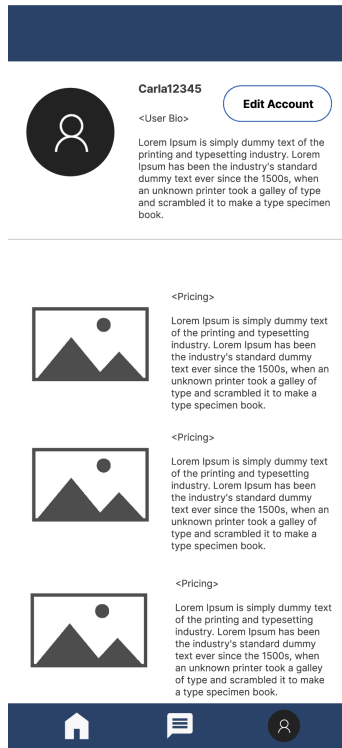 Carla12345
Edit Account
<User Bio>
Lorem Ipsum is simply dummy text of the
printing and typesetting industry. Lorem
Ipsum has been the industry's standard
dummy text ever since the 1500s, when
an unknown printer took a galley of type
and scrambled it to make a type specimen
book.
<Pricing>
Lorem Ipsum is simply dummy text
of the printing and typesetting
industry. Lorem Ipsum has been
the industry's standard dummy
text ever since the 1500s, when an
unknown printer took a galley of
type and scrambled it to make a
type specimen book.
<Pricing>
Lorem Ipsum is simply dummy text
of the printing and typesetting
industry. Lorem Ipsum has been
the industry's standard dummy
text ever since the 1500s, when an
unknown printer took a galley of
type and scrambled it to make a
type specimen book.
<Pricing>
Lorem Ipsum is simply dummy text
of the printing and typesetting
industry. Lorem Ipsum has been
the industry's standard dummy
text ever since the 1500s, when
an unknown printer took a galley
of type and scrambled it to make
a type specimen book.